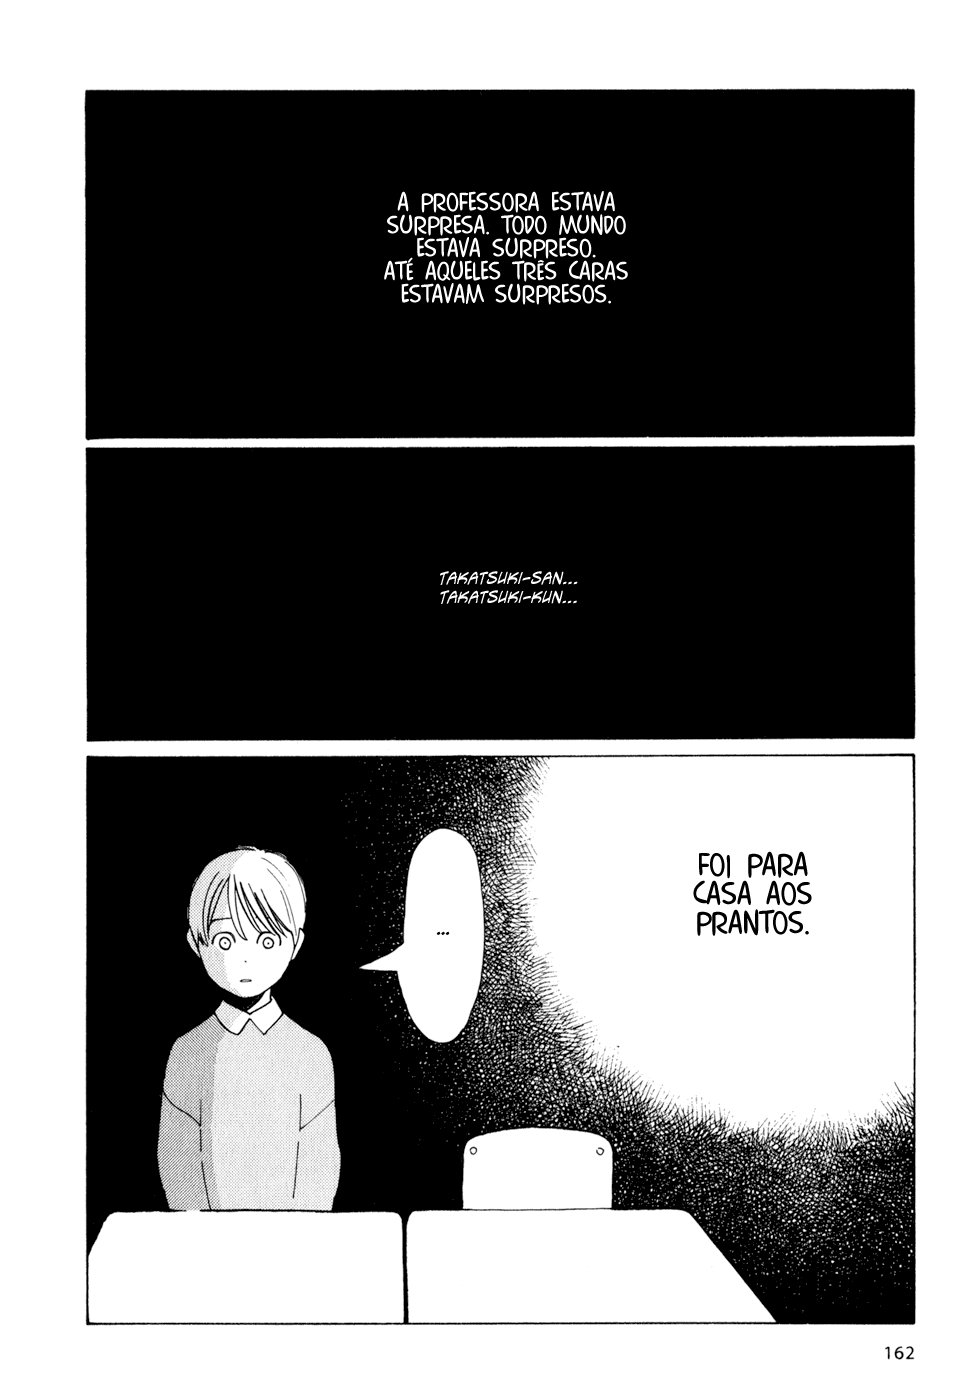 A PROFESSORA ESTAVA
SURPRESA. TODO MUNDO
ESTAVA SURPRESO.
ATÉ AQUELES TRÊS CARAS
ESTAVAM SURPRESOS.
TAKATSUKI-SAN...
TAKATSUKI-KUN...
FOI PARA
CASA AOS
PRANTOS.
...
162